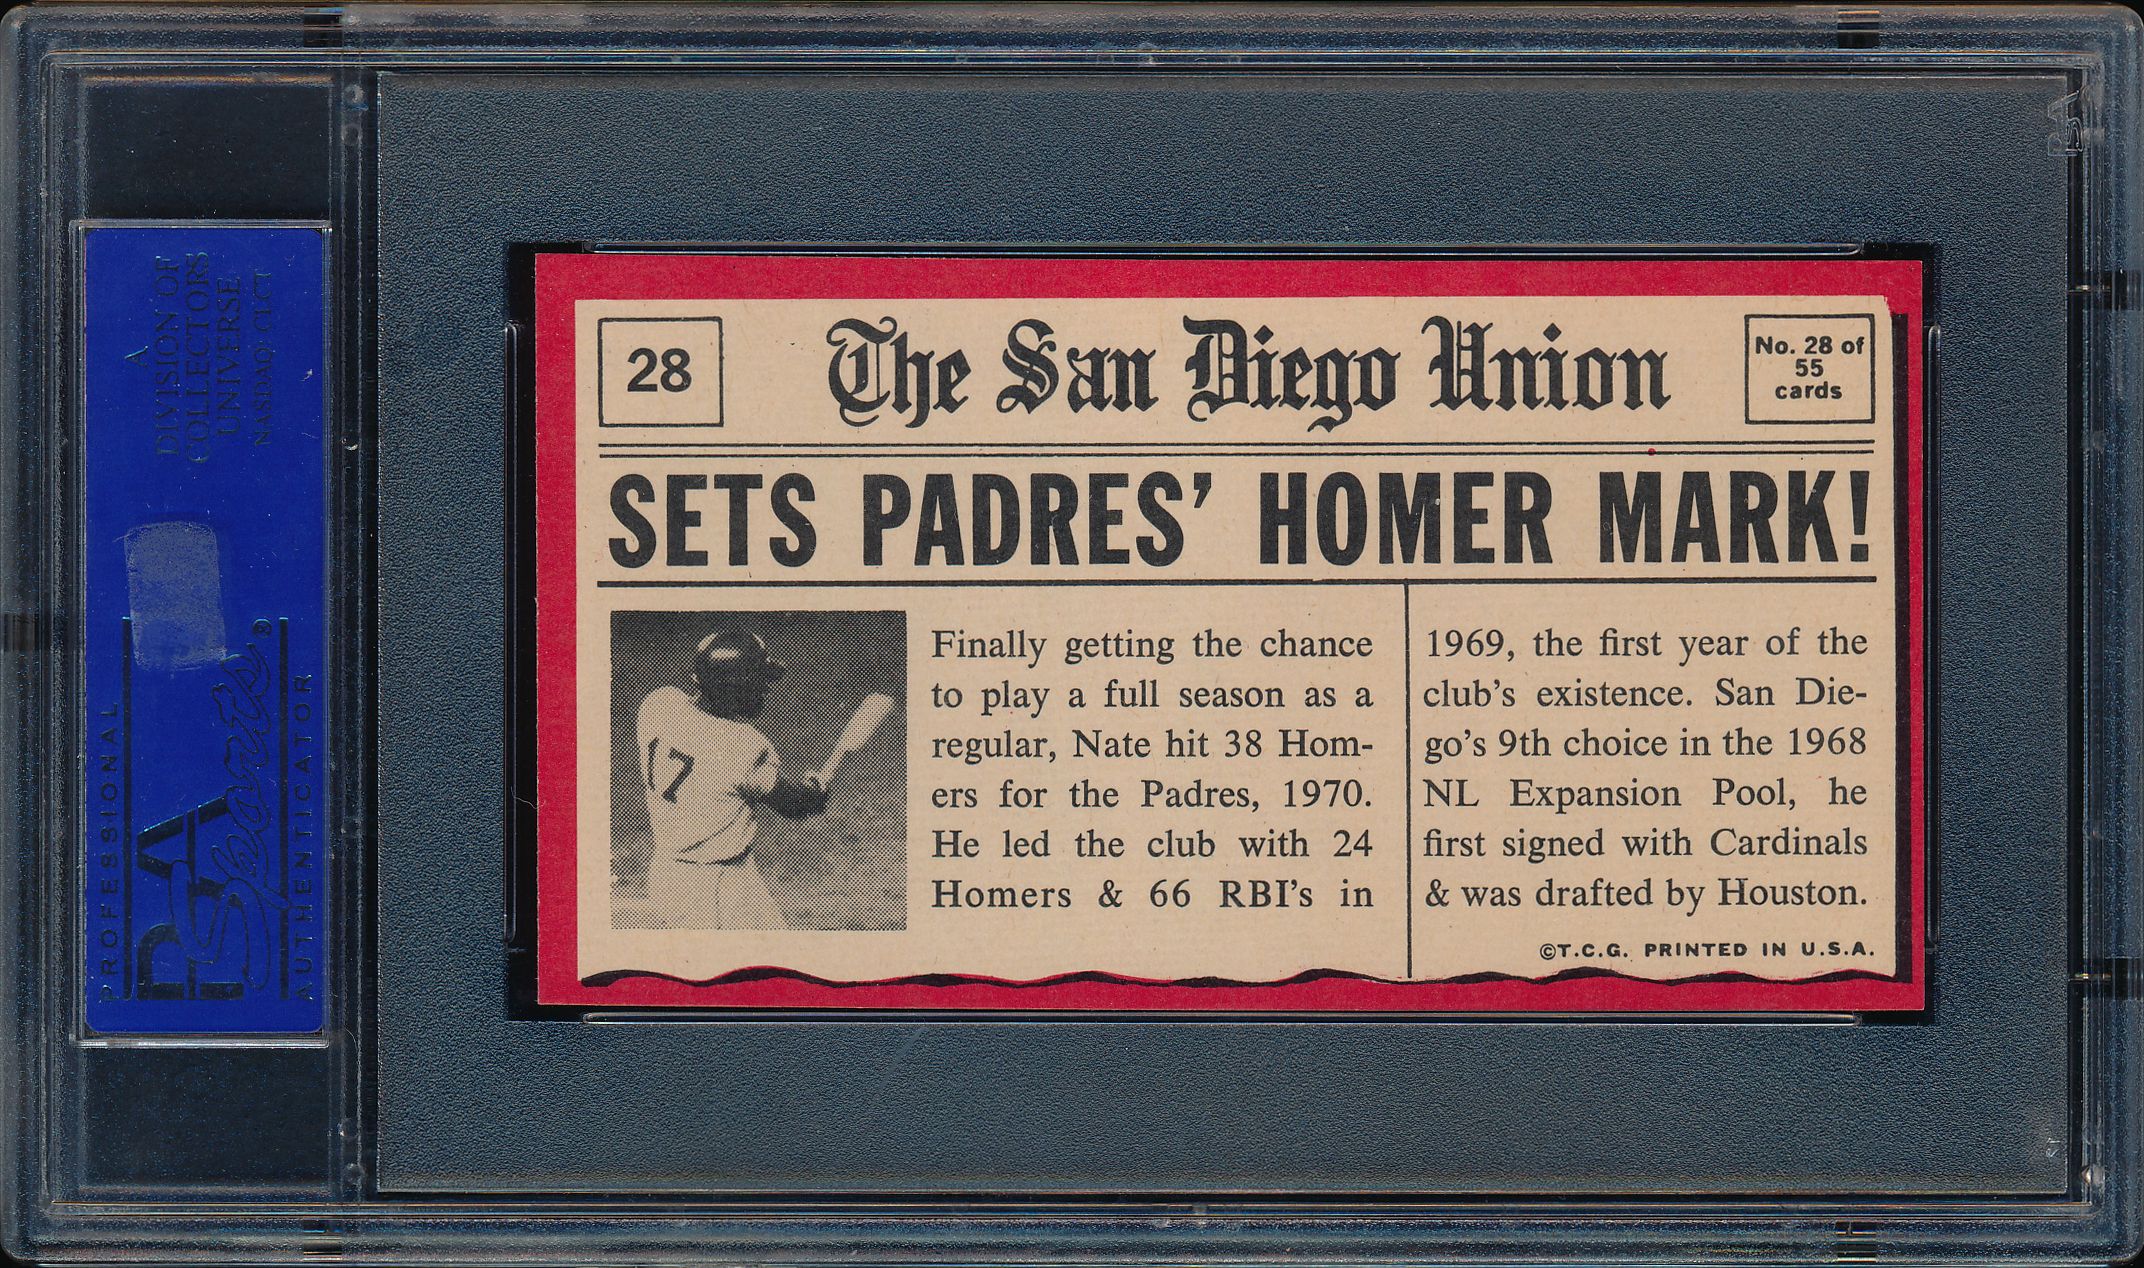 28
The San Diego Union
No. 28 of
55
cards
SETS PADRES' HOMER MARK!
17
Finally getting the chance
to play a full season as a
regular, Nate hit 38 Hom-
ers for the Padres, 1970.
He led the club with 24
Homers & 66 RBI's in
1969, the first year of the
club's existence. San Die-
go's 9th choice in the 1968
NL Expansion Pool, he
first signed with Cardinals
& was drafted by Houston.
©T.C.G. PRINTED IN U.S.A.
A
DIVISION OF
COLLECTORS
UNIVERSE
NASDAQ: CLCT
PROFESSIONAL
PSA
Sports®
AUTHENTICATOR
PSA